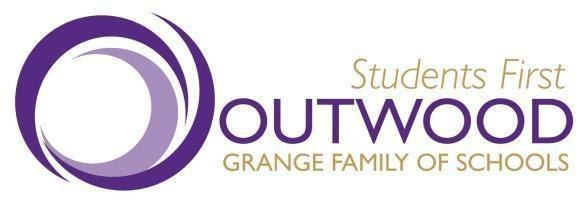 Students First
OUTWOOD
GRANGE FAMILY OF SCHOOLS